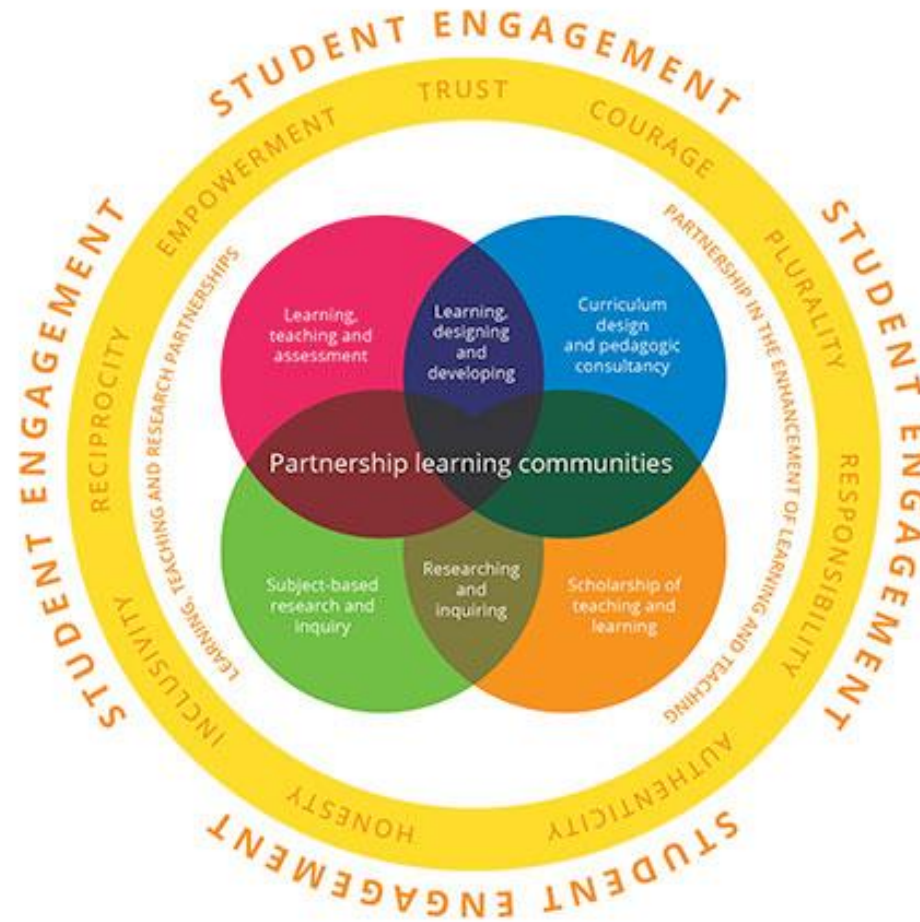 STUDENT ENGAGEMENT
STUDENT ENGAGEMENT
STUDENT ENGAGEMENT
STUDENT ENGAGEMENT
TRUST
COURAGE
PLURALITY
RESPONSIBILITY
AUTHENTICITY
HONESTY
INCLUSIVITY
RECIPROCITY
EMPOWERMENT
LEARNING, TEACHING AND RESEARCH PARTNERSHIPS
PARTNERSHIP IN THE ENHANCEMENT OF LEARNING AND TEACHING
Learning,
teaching and
assessment
Learning,
designing
and
developing
Curriculum
design
and pedagogic
consultancy
Partnership learning communities
Subject-based
research and
inquiry
Researching
and
inquiring
Scholarship of
teaching and
learning